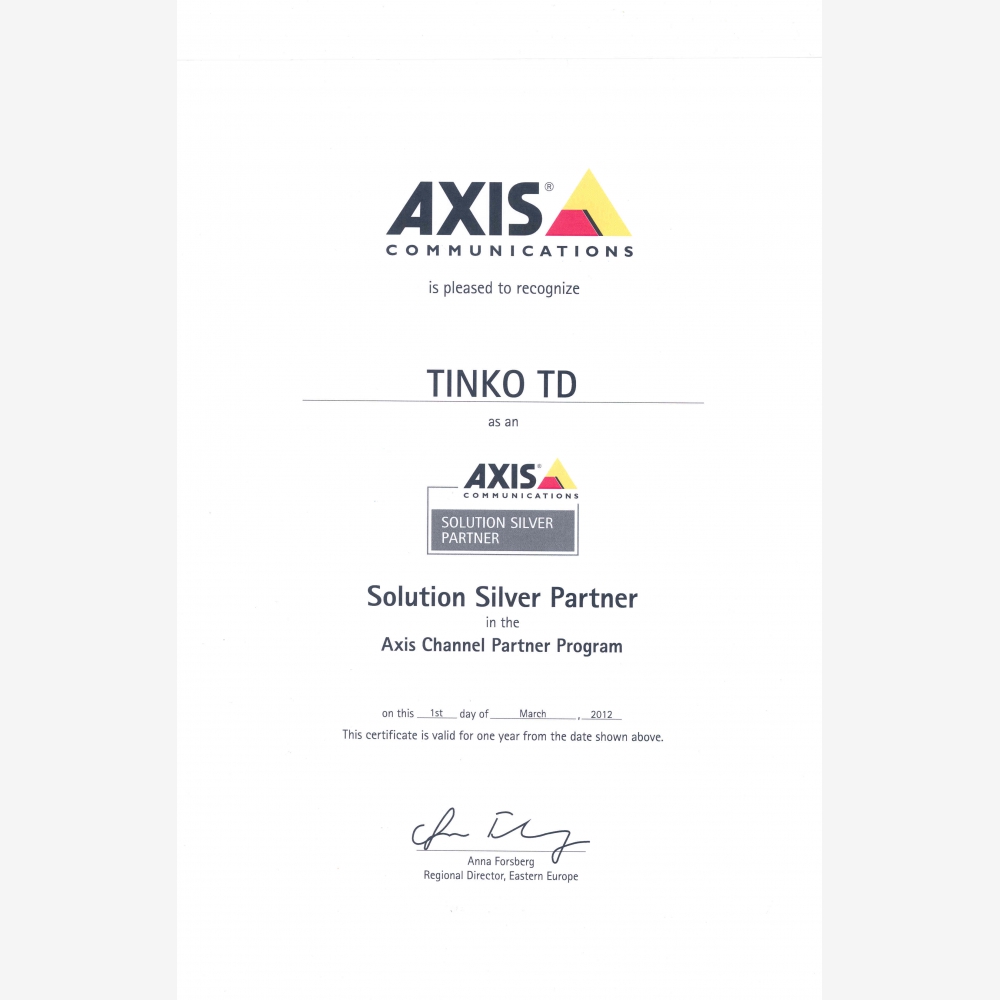 AXIS®
COMMUNICATIONS
is pleased to recognize
TINKO TD
as an
AXIS®
COMMUNICATIONS
SOLUTION SILVER
PARTNER
Solution Silver Partner
in the
Axis Channel Partner Program
on this 1st day of March, 2012
This certificate is valid for one year from the date shown above.
Anna Forsberg
Regional Director, Eastern Europe